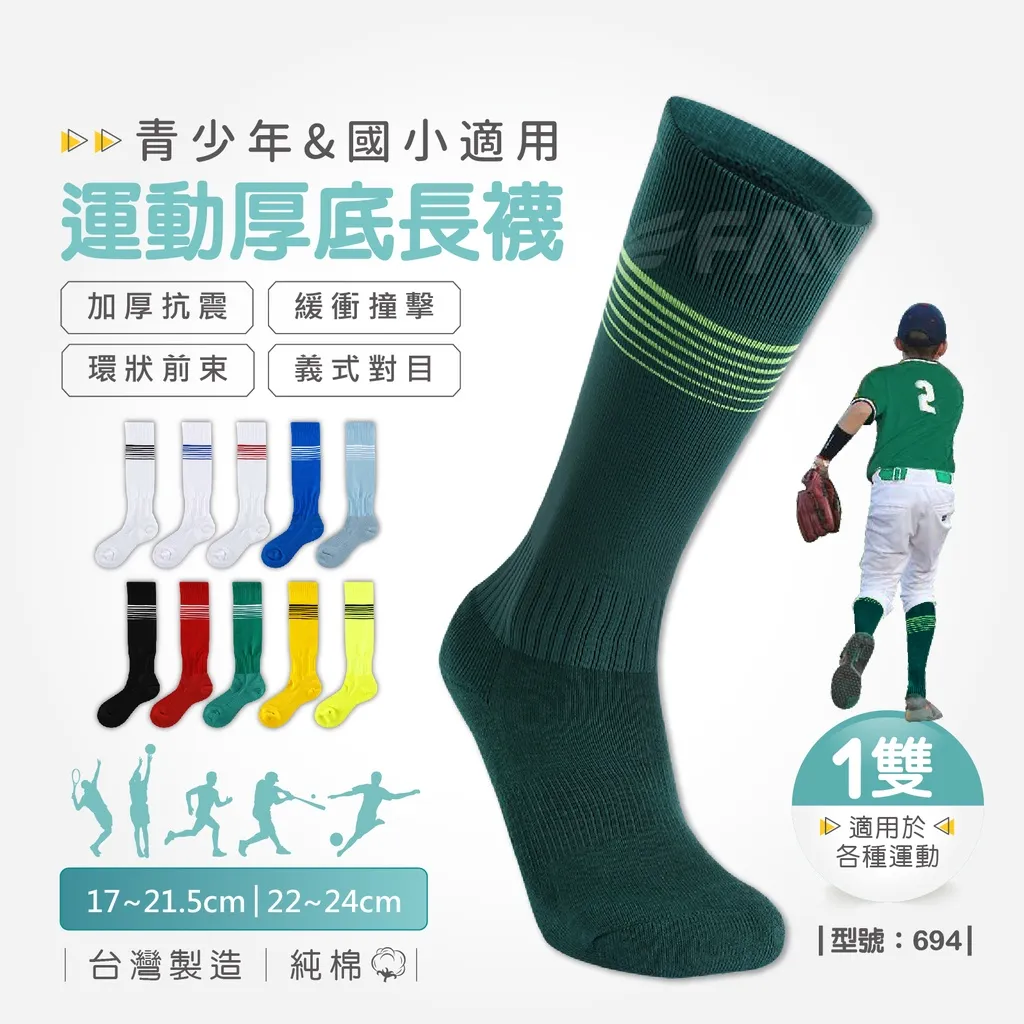 青少年&國小適用
運動厚底長襪
加厚抗震
緩衝撞擊
環狀前束
義式對目
2
1雙
適用於
各種運動
17~21.5cm|22~24cm
型號：694
台灣製造
純棉